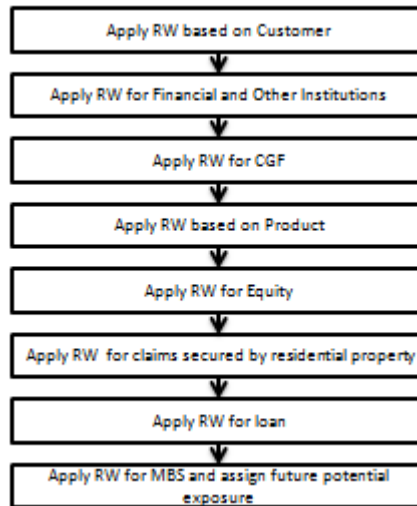 Apply RW based on Customer
Apply RW for Financial and Other Institutions
Apply RW for CGF
Apply RW based on Product
Apply RW for Equity
Apply RW for claims secured by residential property
Apply RW for loan
Apply RW for MBS and assign future potential
exposure